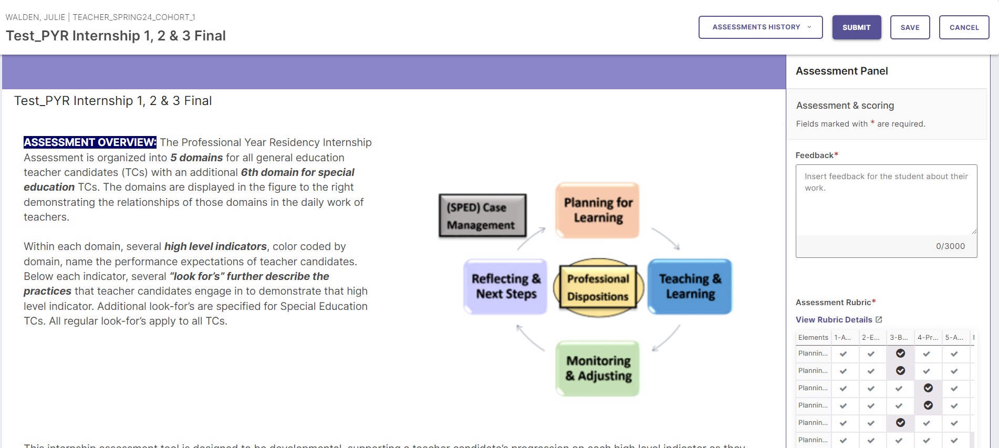 WALDEN, JULIE | TEACHER_SPRING24_COHORT_1
Test_PYR Internship 1, 2 & 3 Final
ASSESSMENTS HISTORY
SUBMIT
SAVE
CANCEL
Test_PYR Internship 1, 2 & 3 Final
ASSESSMENT OVERVIEW: The Professional Year Residency Internship
Assessment is organized into 5 domains for all general education
teacher candidates (TCs) with an additional 6th domain for special
education TCs. The domains are displayed in the figure to the right
demonstrating the relationships of those domains in the daily work of
teachers.
Within each domain, several high level indicators, color coded by
domain, name the performance expectations of teacher candidates.
Below each indicator, several “look for’s” further describe the
practices that teacher candidates engage in to demonstrate that high
level indicator. Additional look-for’s are specified for Special Education
TCs. All regular look-for’s apply to all TCs.
(SPED) Case
Management
Planning for
Learning
Reflecting &
Next Steps
Professional
Dispositions
Teaching &
Learning
Monitoring
& Adjusting
This internship assessment tool is designed to be developmental, supporting a teacher candidate’s progression on each high level indicator as they
Assessment Panel
Assessment & scoring
Fields marked with * are required.
Feedback*
Insert feedback for the student about their
work.
0/3000
Assessment Rubric*
View Rubric Details
Elements 1-A... 2-E... 3-B... 4-Pr... 5-A...
Plannin...
Plannin...
Plannin...
Plannin...
Plannin...
Plannin...